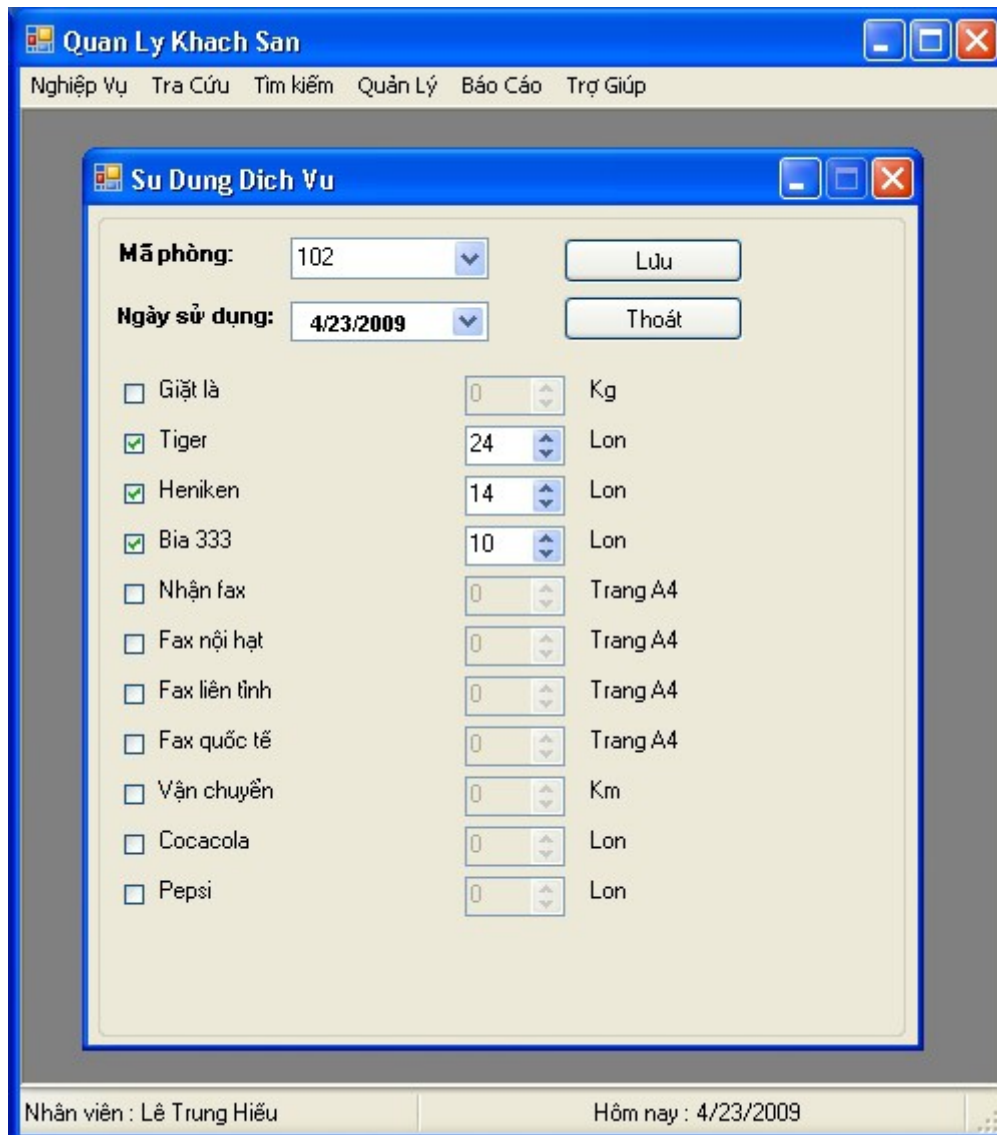 Quan Ly Khach San
Nghiệp Vụ Tra Cứu Tìm kiếm Quản Lý Báo Cáo Trợ Giúp
Su Dung Dich Vu
Mã phòng: 102 Lưu
Ngày sử dụng: 4/23/2009 Thoát
Giặt là 0 Kg
Tiger 24 Lon
Heniken 14 Lon
Bia 333 10 Lon
Nhận fax 0 Trang A4
Fax nội hạt 0 Trang A4
Fax liên tỉnh 0 Trang A4
Fax quốc tế 0 Trang A4
Vận chuyển 0 Km
Cocacola 0 Lon
Pepsi 0 Lon
Nhân viên : Lê Trung Hiếu Hôm nay : 4/23/2009